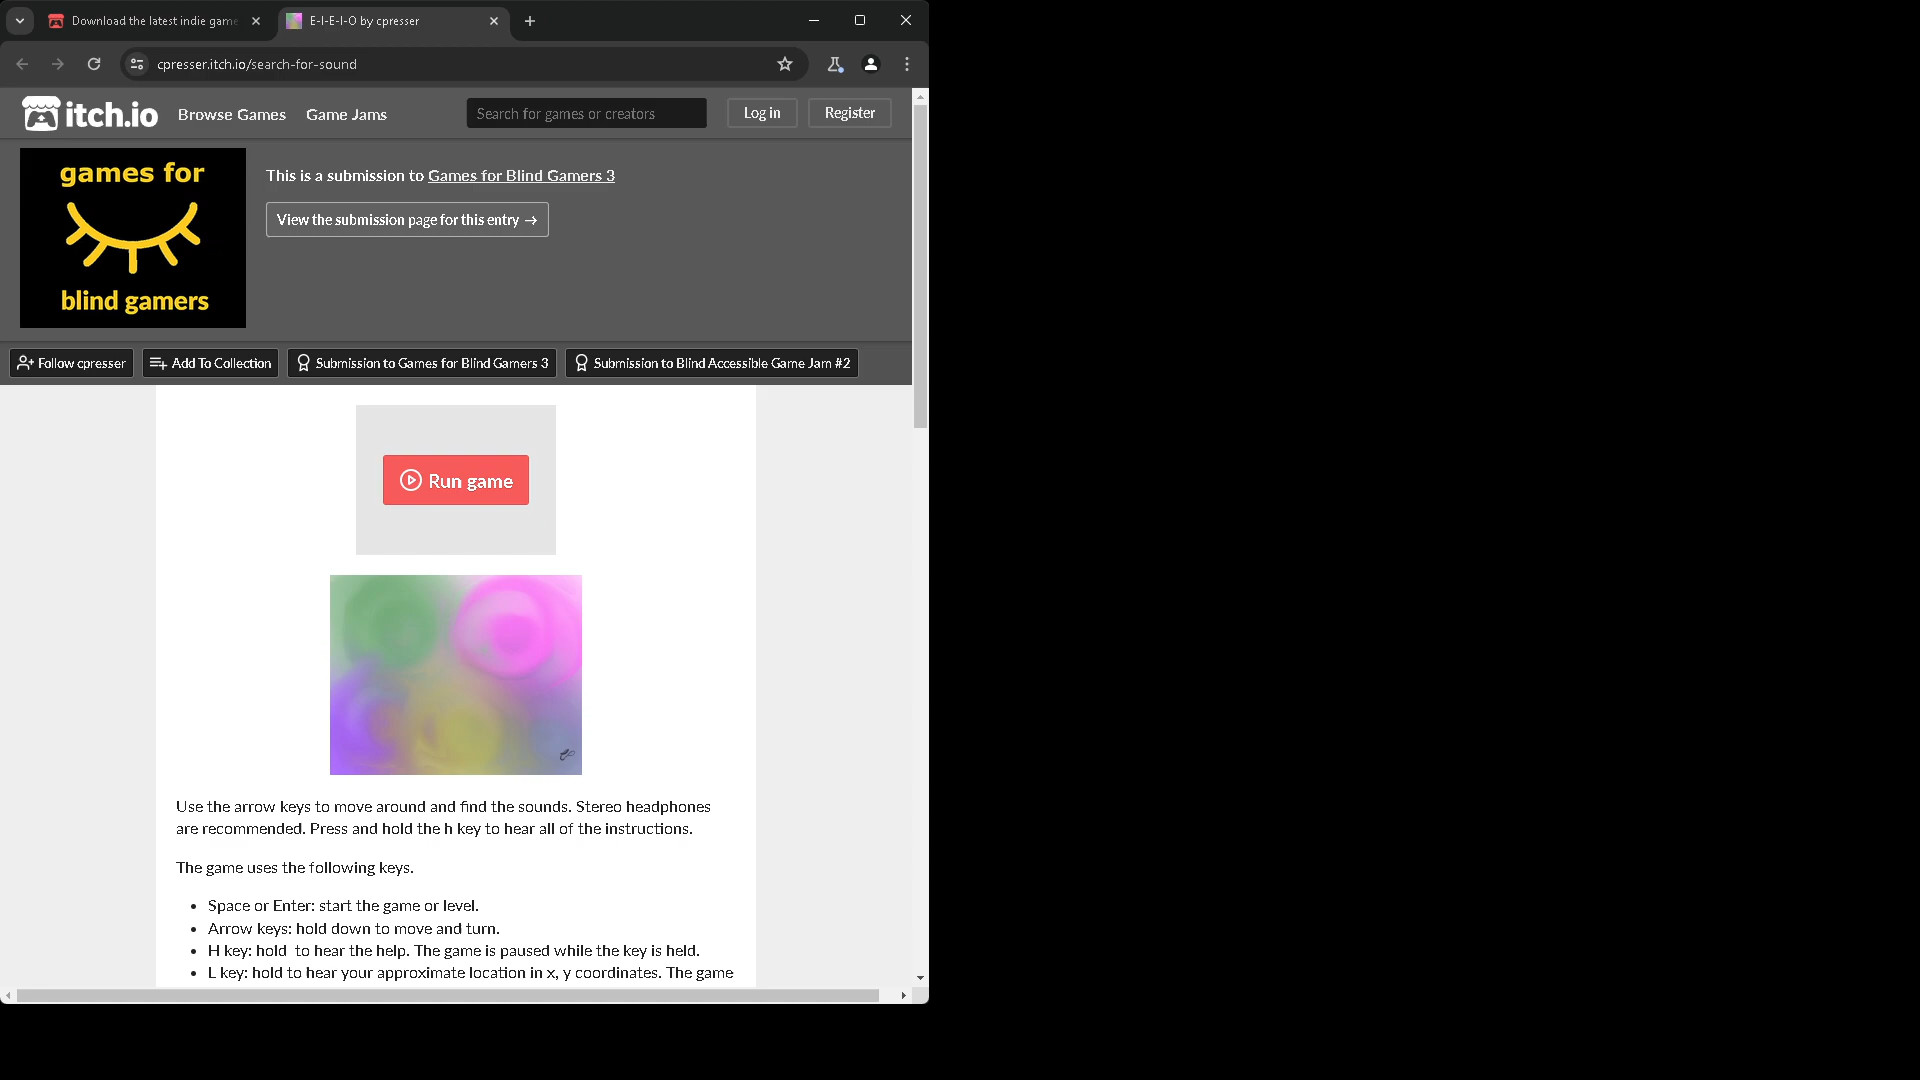 Download the latest indie game
E-I-E-I-O by cpresser
cpresser.itch.io/search-for-sound
itch.io
Browse Games
Game Jams
Search for games or creators
Log in
Register
games for
blind gamers
This is a submission to Games for Blind Gamers 3
View the submission page for this entry →
Follow cpresser
Add To Collection
Submission to Games for Blind Gamers 3
Submission to Blind Accessible Game Jam #2
Run game
Use the arrow keys to move around and find the sounds. Stereo headphones
are recommended. Press and hold the h key to hear all of the instructions.
The game uses the following keys.
• Space or Enter: start the game or level.
• Arrow keys: hold down to move and turn.
• H key: hold  to hear the help. The game is paused while the key is held.
• L key: hold to hear your approximate location in x, y coordinates. The game